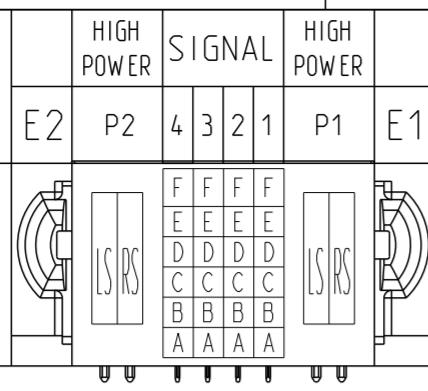 HIGH POWER SIGNAL HIGH POWER
E2 P2 4 3 2 1 P1 E1
F F F F
E E E E
D D D D
LS RS C C C C LS RS
B B B B
A A A A